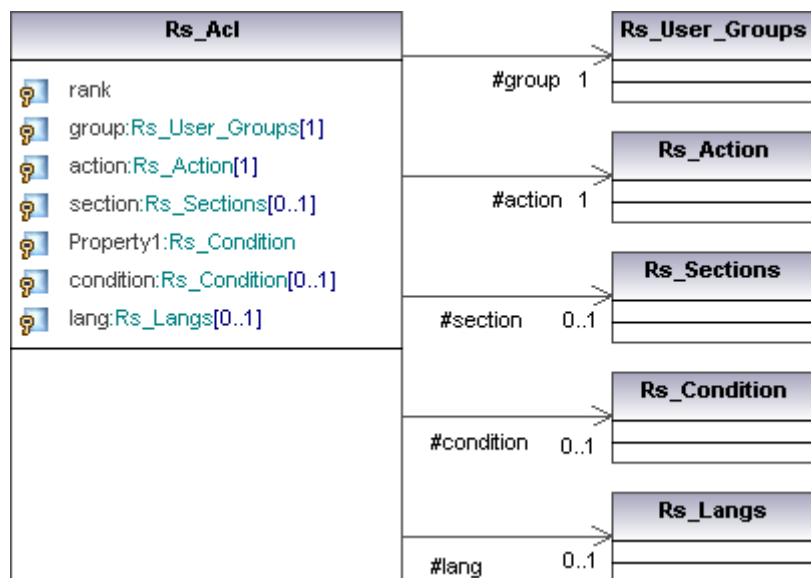 Rs_Acl
rank
group:Rs_User_Groups[1]
action:Rs_Action[1]
section:Rs_Sections[0..1]
Property1:Rs_Condition
condition:Rs_Condition[0..1]
lang:Rs_Langs[0..1]
Rs_User_Groups
#group 1
Rs_Action
#action 1
Rs_Sections
#section 0..1
Rs_Condition
#condition 0..1
Rs_Langs
#lang 0..1